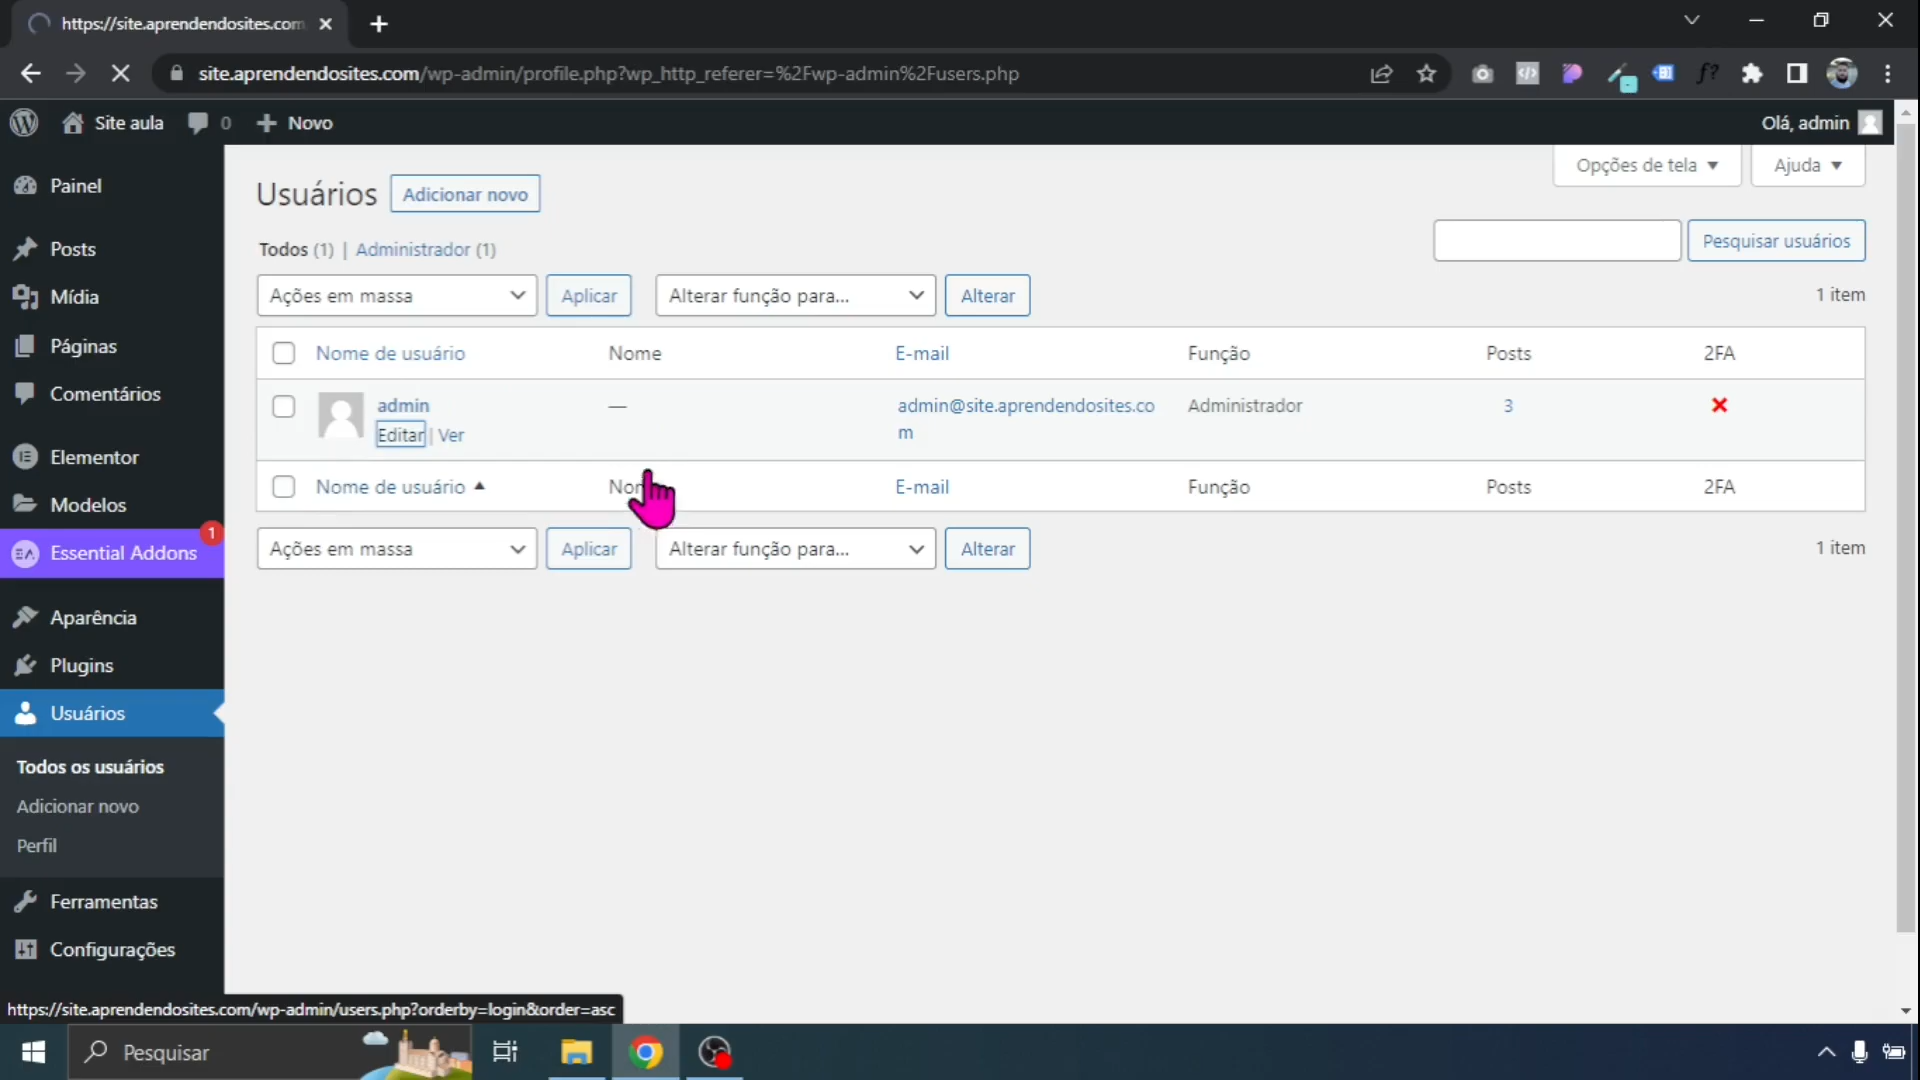 https://site.aprendendosites.com
site.aprendendosites.com/wp-admin/profile.php?wp_http_referer=%2Fwp-admin%2Fusers.php
Site aula
0
Novo
Olá, admin
Opções de tela
Ajuda
Painel
Posts
Mídia
Páginas
Comentários
Elementor
Modelos
Essential Addons
1
Aparência
Plugins
Usuários
Todos os usuários
Adicionar novo
Perfil
Ferramentas
Configurações
Usuários
Adicionar novo
Todos (1) | Administrador (1)
Pesquisar usuários
Ações em massa
Aplicar
Alterar função para...
Alterar
1 item
Nome de usuário
Nome
E-mail
Função
Posts
2FA
admin
—
admin@site.aprendendosites.co
m
Administrador
3
Editar | Ver
Nome de usuário
E-mail
Função
Posts
2FA
Ações em massa
Aplicar
Alterar função para...
Alterar
1 item
https://site.aprendendosites.com/wp-admin/users.php?orderby=login&order=asc
Pesquisar